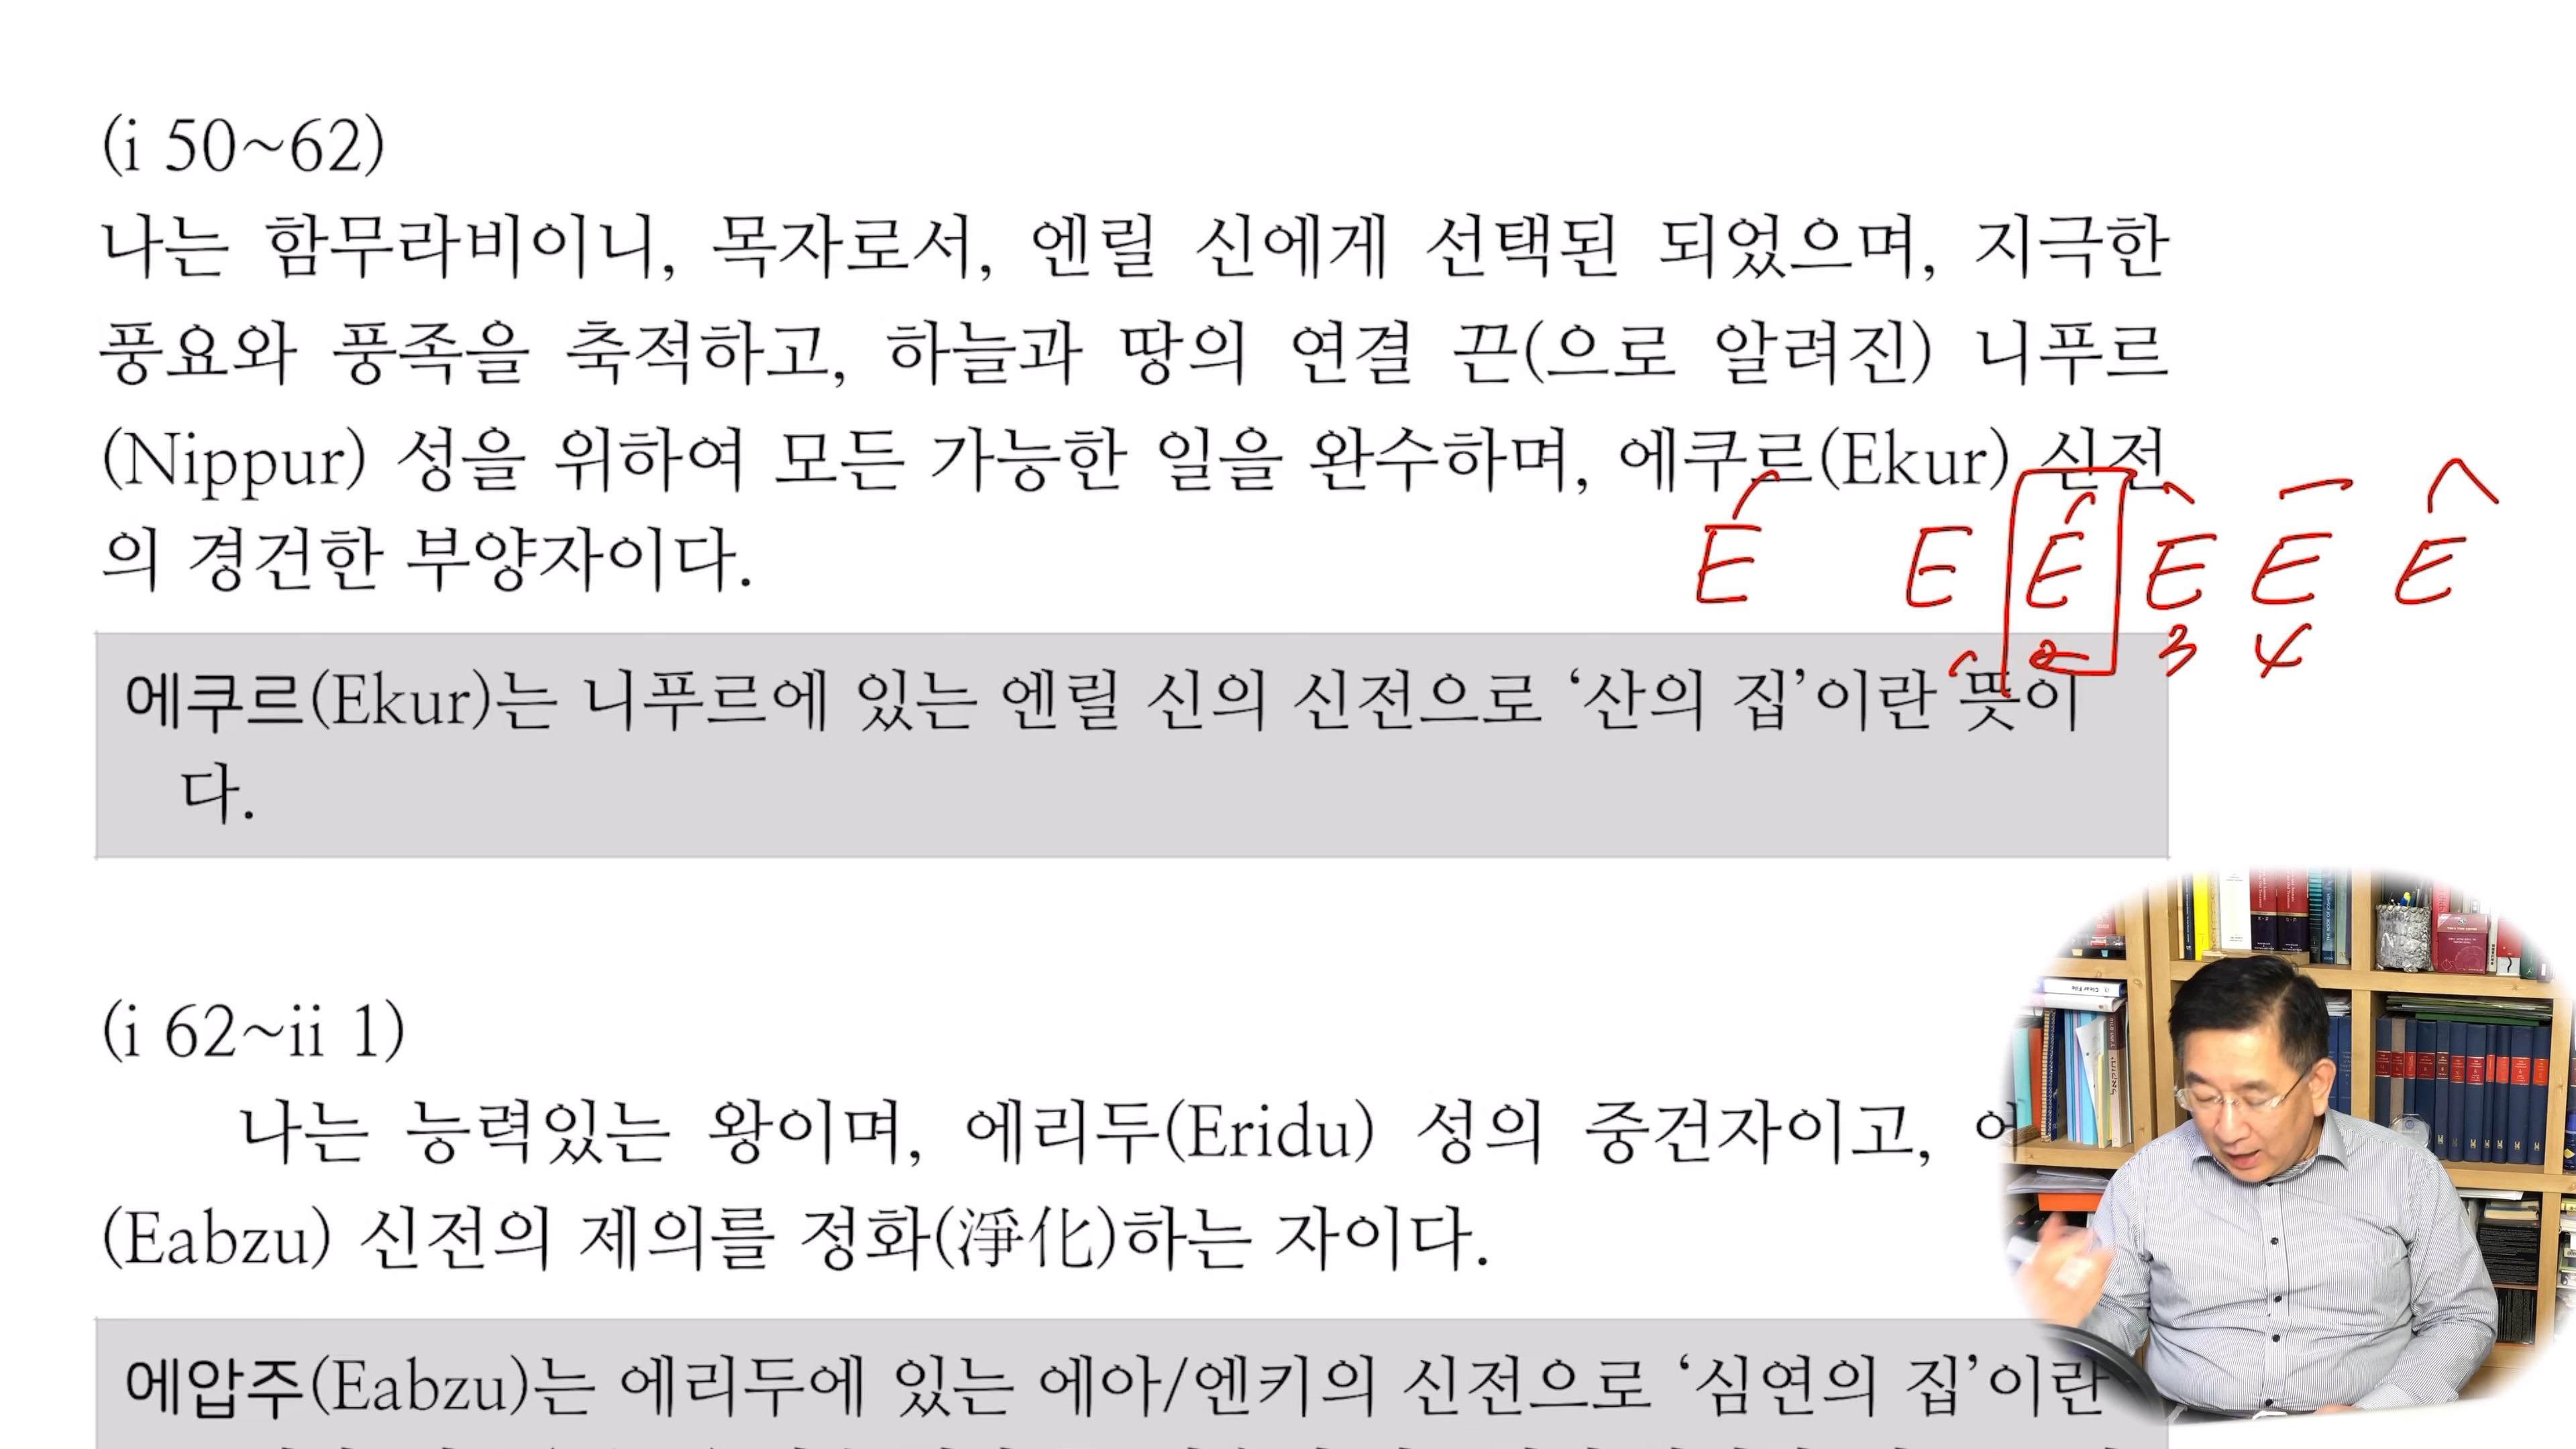 (i 50~62)
나는 함무라비이니, 목자로서, 엔릴 신에게 선택된 되었으며, 지극한
풍요와 풍족을 축적하고, 하늘과 땅의 연결 끈(으로 알려진) 니푸르
(Nippur) 성을 위하여 모든 가능한 일을 완수하며, 에쿠르(Ekur) 신전
의 경건한 부양자이다.
É E É È Ē Ê
2 3 4
에쿠르(Ekur)는 니푸르에 있는 엔릴 신의 신전으로 ‘산의 집’이란 뜻이
다.
(i 62~ii 1)
나는 능력있는 왕이며, 에리두(Eridu) 성의 중건자이고,
(Eabzu) 신전의 제의를 정화(淨化)하는 자이다.
에압주(Eabzu)는 에리두에 있는 에아/엔키의 신전으로 ‘심연의 집’이란